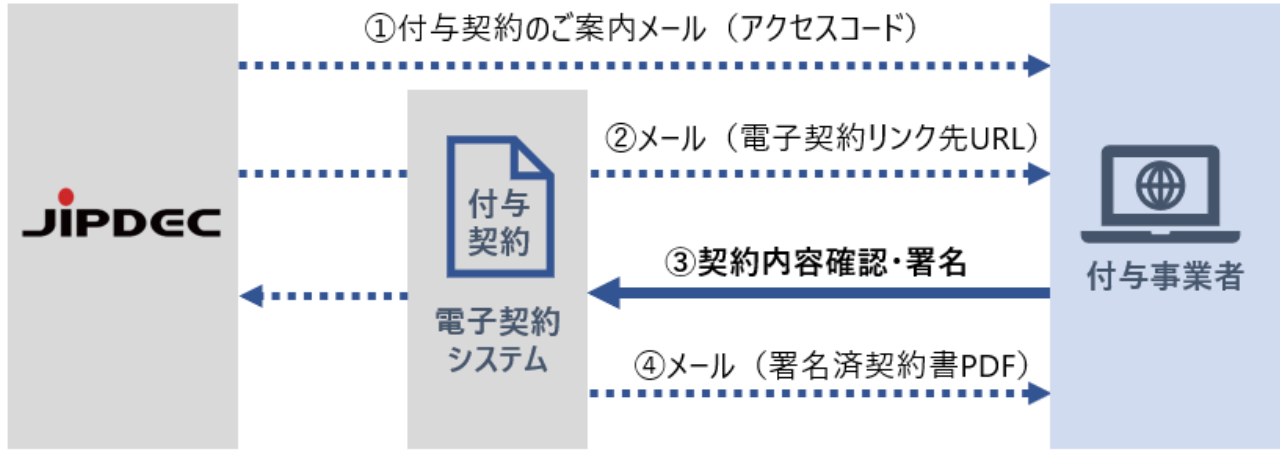 ①付与契約のご案内メール（アクセスコード）
②メール（電子契約リンク先URL）
JIPDEC
付与
契約
③契約内容確認・署名
付与事業者
電子契約
システム
④メール（署名済契約書PDF）